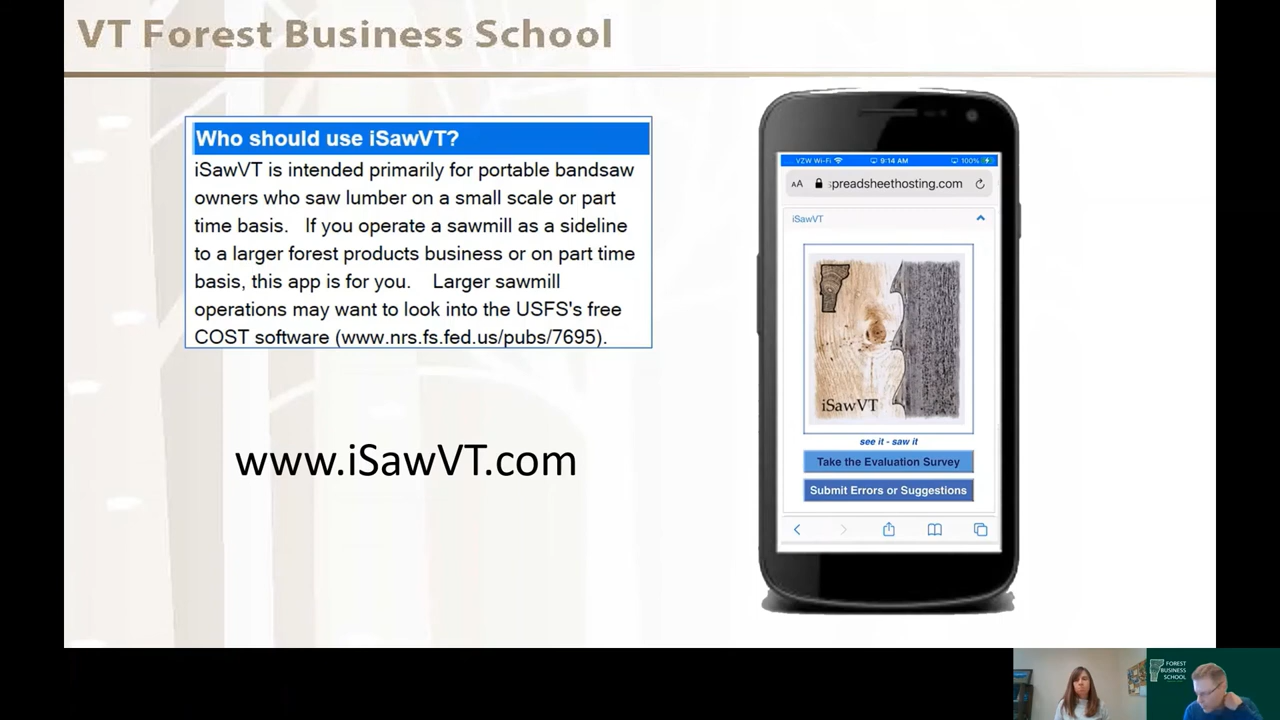 VT Forest Business School
Who should use iSawVT?
iSawVT is intended primarily for portable bandsaw
owners who saw lumber on a small scale or part
time basis. If you operate a sawmill as a sideline
to a larger forest products business or on part time
basis, this app is for you. Larger sawmill
operations may want to look into the USFS's free
COST software (www.nrs.fs.fed.us/pubs/7695).
www.iSawVT.com
VZW Wi-Fi 9:14 AM 100%
AA spreadsheethosting.com
iSawVT
iSawVT
see it - saw it
Take the Evaluation Survey
Submit Errors or Suggestions
FOREST
BUSINESS
SCHOOL